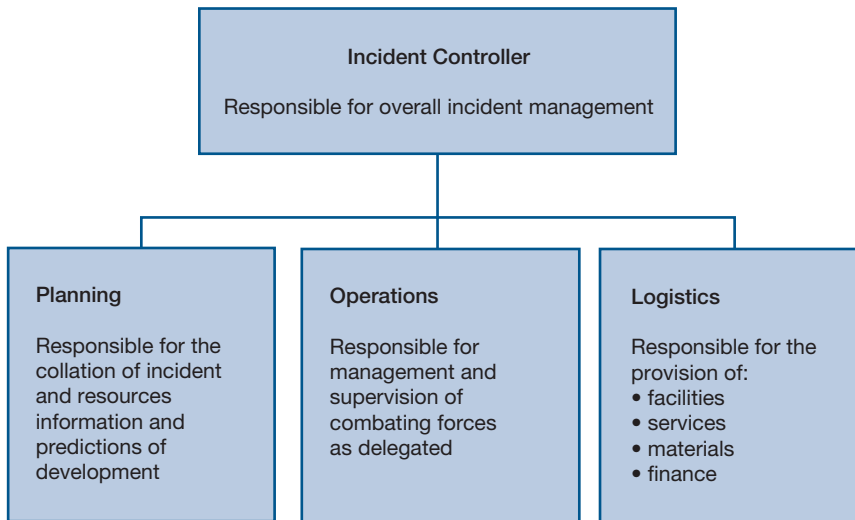 Incident Controller
Responsible for overall incident management
Planning
Responsible for the
collation of incident
and resources
information and
predictions of
development
Operations
Responsible for
management and
supervision of
combating forces
as delegated
Logistics
Responsible for the
provision of:
• facilities
• services
• materials
• finance